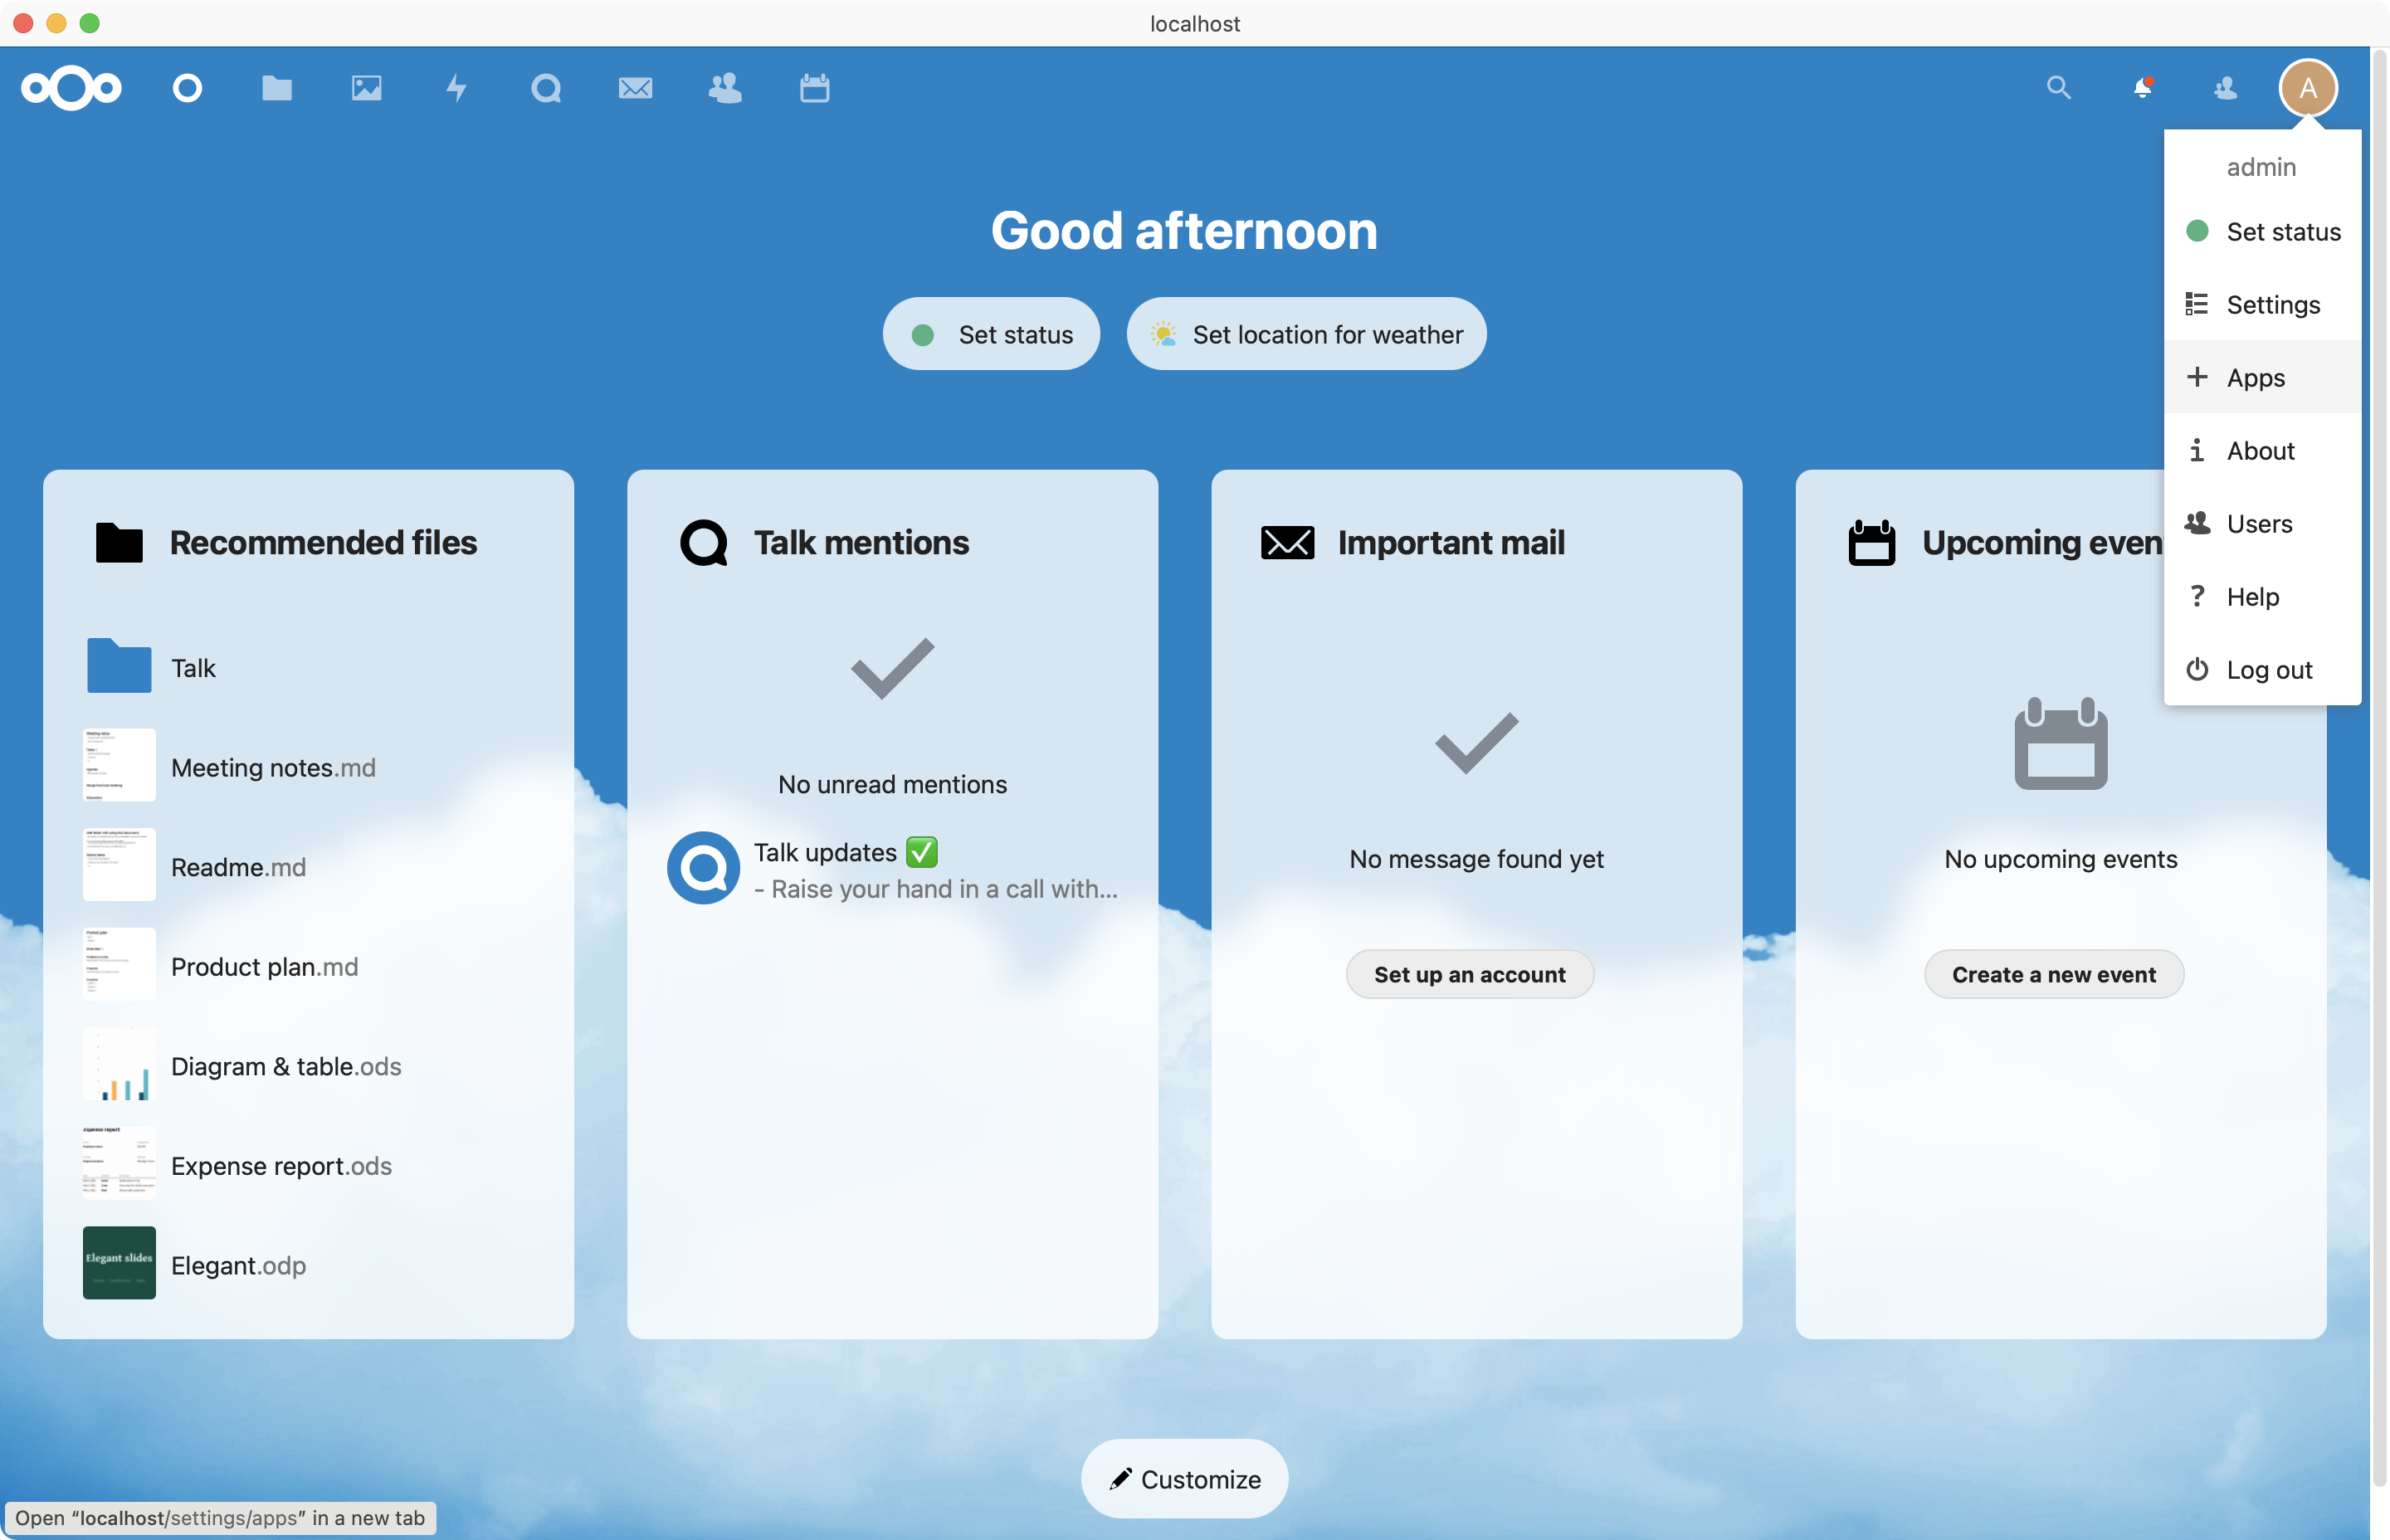 localhost
A
admin
Set status
Settings
+ Apps
About
Users
? Help
Log out
Good afternoon
Set status
Set location for weather
Recommended files
Talk
Meeting notes.md
Readme.md
Product plan.md
Diagram & table.ods
Expense report
Expense report.ods
Elegant slides
Elegant.odp
Talk mentions
No unread mentions
Talk updates ✅
- Raise your hand in a call with...
Important mail
No message found yet
Set up an account
Upcoming even
No upcoming events
Create a new event
Customize
Open “localhost/settings/apps” in a new tab